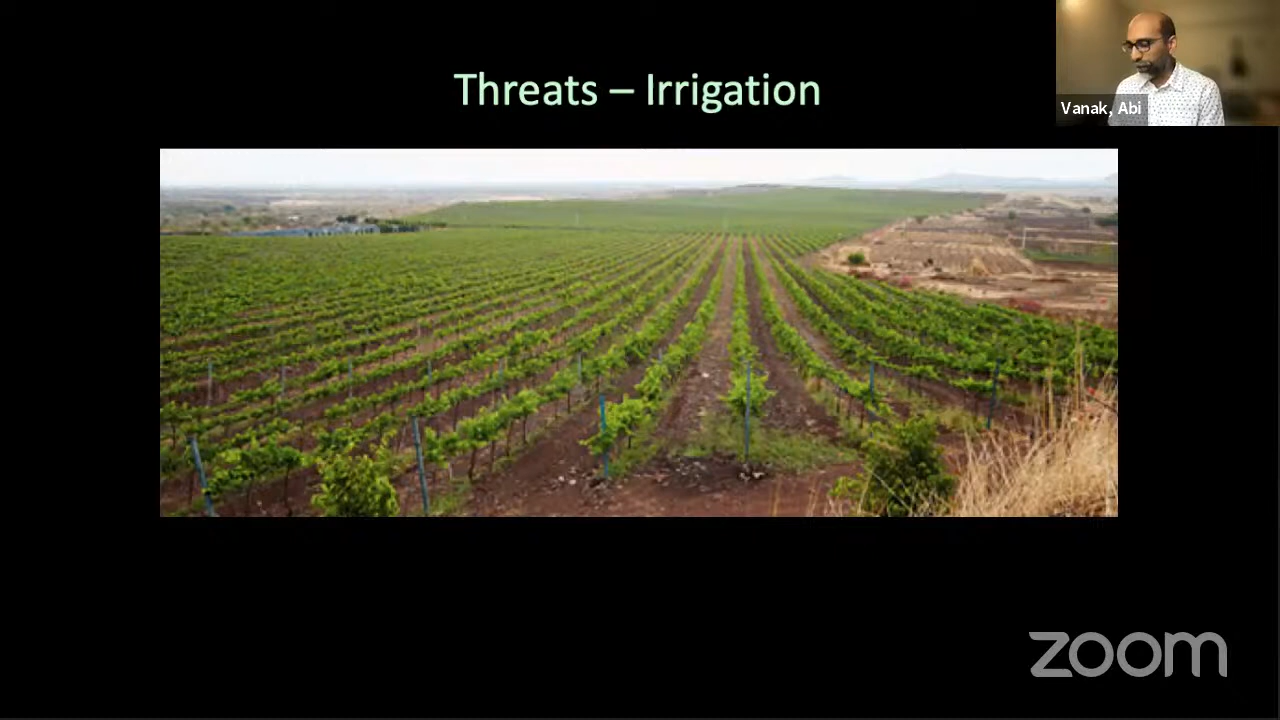 Threats – Irrigation
Vanak, Abi
zoom